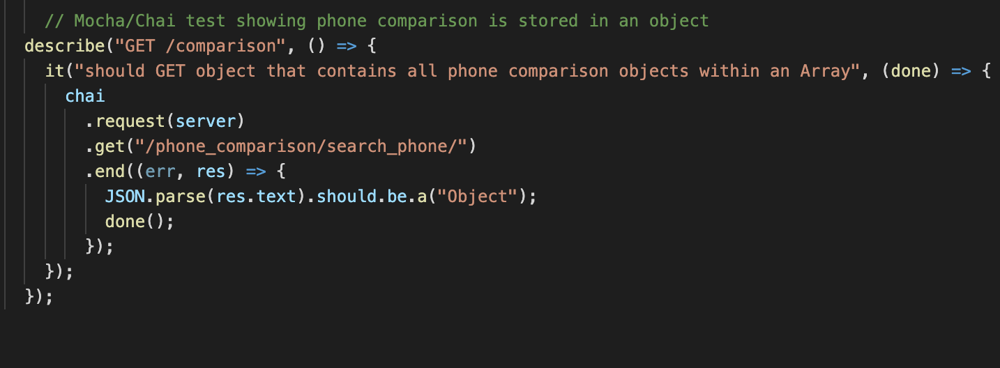 // Mocha/Chai test showing phone comparison is stored in an object
describe("GET /comparison", () => {
it("should GET object that contains all phone comparison objects within an Array", (done) => {
chai
.request(server)
.get("/phone_comparison/search_phone/")
.end((err, res) => {
JSON.parse(res.text).should.be.a("Object");
done();
});
});
});